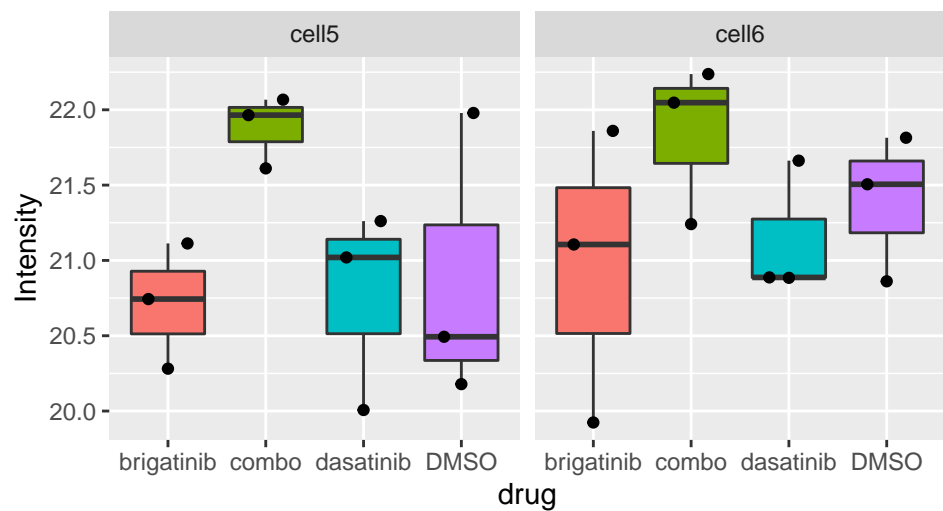 cell5 cell6
Intensity
22.0
21.5
21.0
20.5
20.0
brigatinib combo dasatinib DMSO brigatinib combo dasatinib DMSO
drug